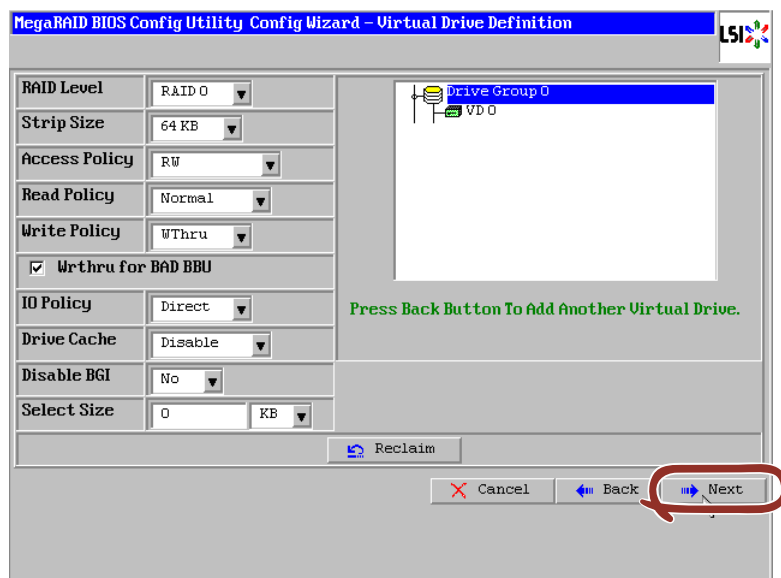 MegaRAID BIOS Config Utility Config Wizard – Virtual Drive Definition
LSI
RAID Level
RAID 0
Strip Size
64 KB
Access Policy
RW
Read Policy
Normal
Write Policy
WThru
Wrthru for BAD BBU
IO Policy
Direct
Drive Cache
Disable
Disable BGI
No
Select Size
0
KB
Drive Group 0
VD 0
Press Back Button To Add Another Virtual Drive.
Reclaim
Cancel
Back
Next